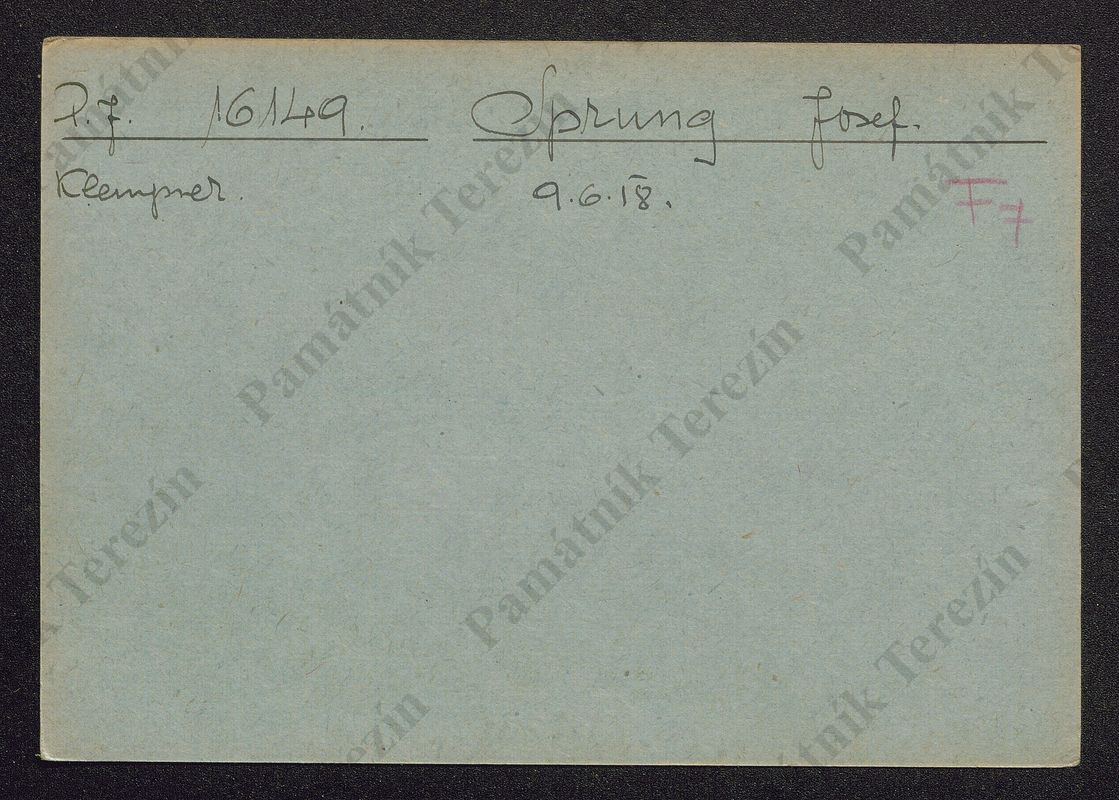 P.J. 16149. Sprung Josef.
Klempner. 9.6.18.
F7
Památník Terezín